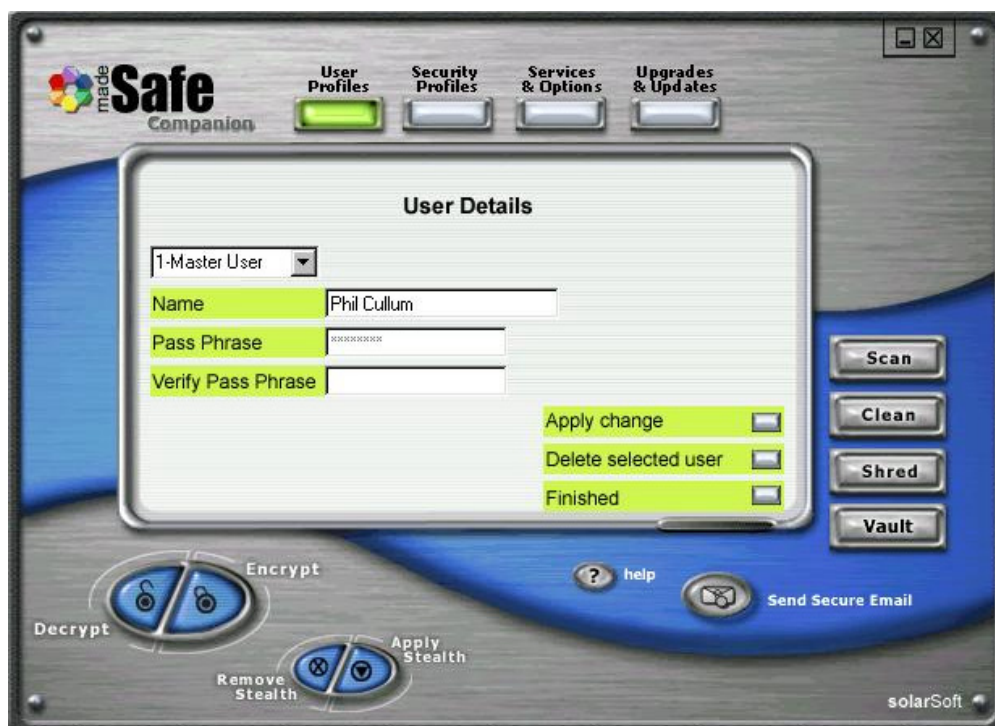 made
Safe
Companion
User
Profiles
Security
Profiles
Services
& Options
Upgrades
& Updates
User Details
1-Master User
Name
Phil Cullum
Pass Phrase
xxxxxxxx
Verify Pass Phrase
Apply change
Delete selected user
Finished
Scan
Clean
Shred
Vault
Encrypt
Decrypt
? help
Send Secure Email
Apply
Stealth
Remove
Stealth
solarSoft